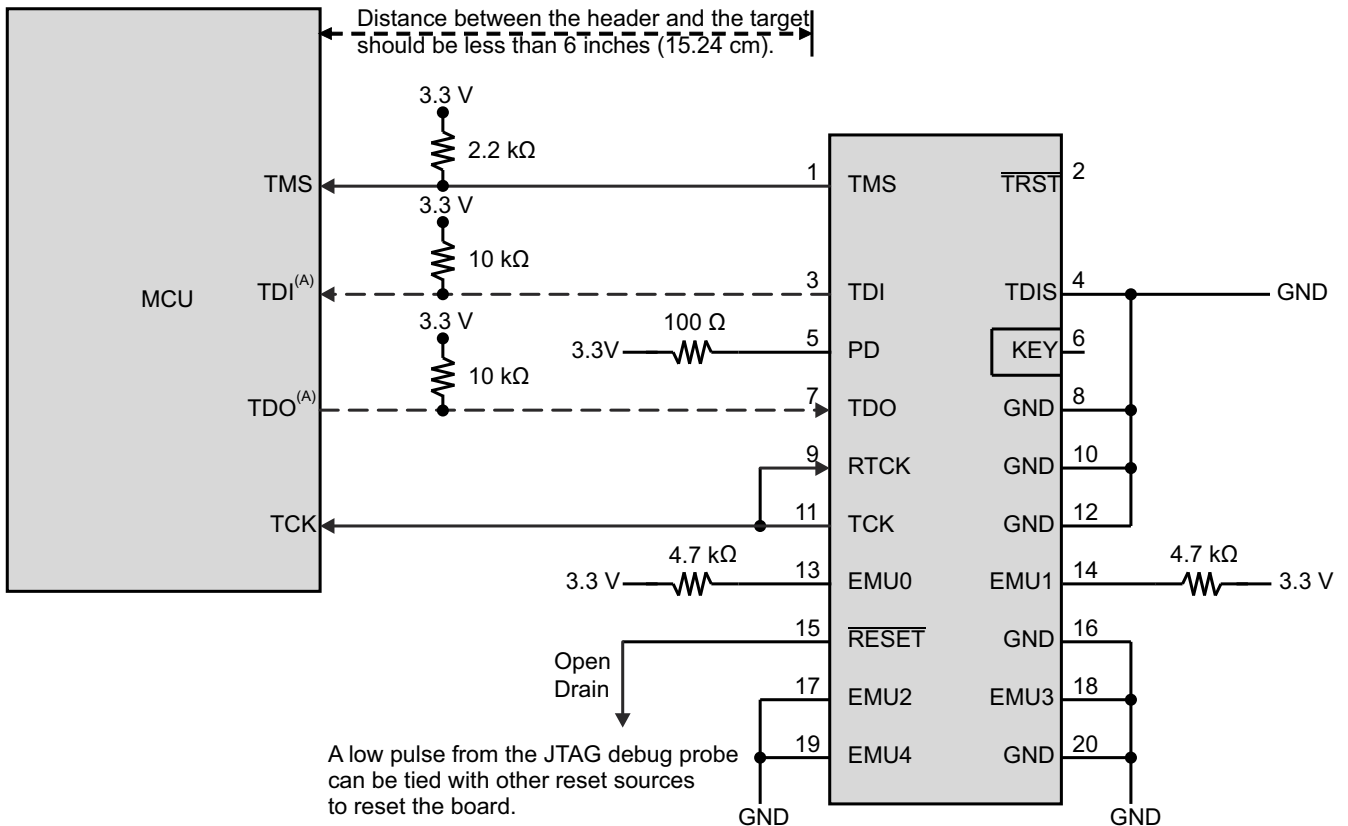 Distance between the header and the target
should be less than 6 inches (15.24 cm).
3.3 V
2.2 kΩ
TMS
1
TMS
TRST
2
3.3 V
10 kΩ
MCU
TDI(A)
3
TDI
TDIS
4
GND
3.3 V
100 Ω
3.3V
5
PD
KEY
6
10 kΩ
TDO(A)
7
TDO
GND
8
9
RTCK
GND
10
TCK
11
TCK
GND
12
4.7 kΩ
3.3 V
13
EMU0
EMU1
14
4.7 kΩ
3.3 V
15
RESET
GND
16
Open
Drain
17
EMU2
EMU3
18
A low pulse from the JTAG debug probe
can be tied with other reset sources
to reset the board.
19
EMU4
GND
20
GND
GND